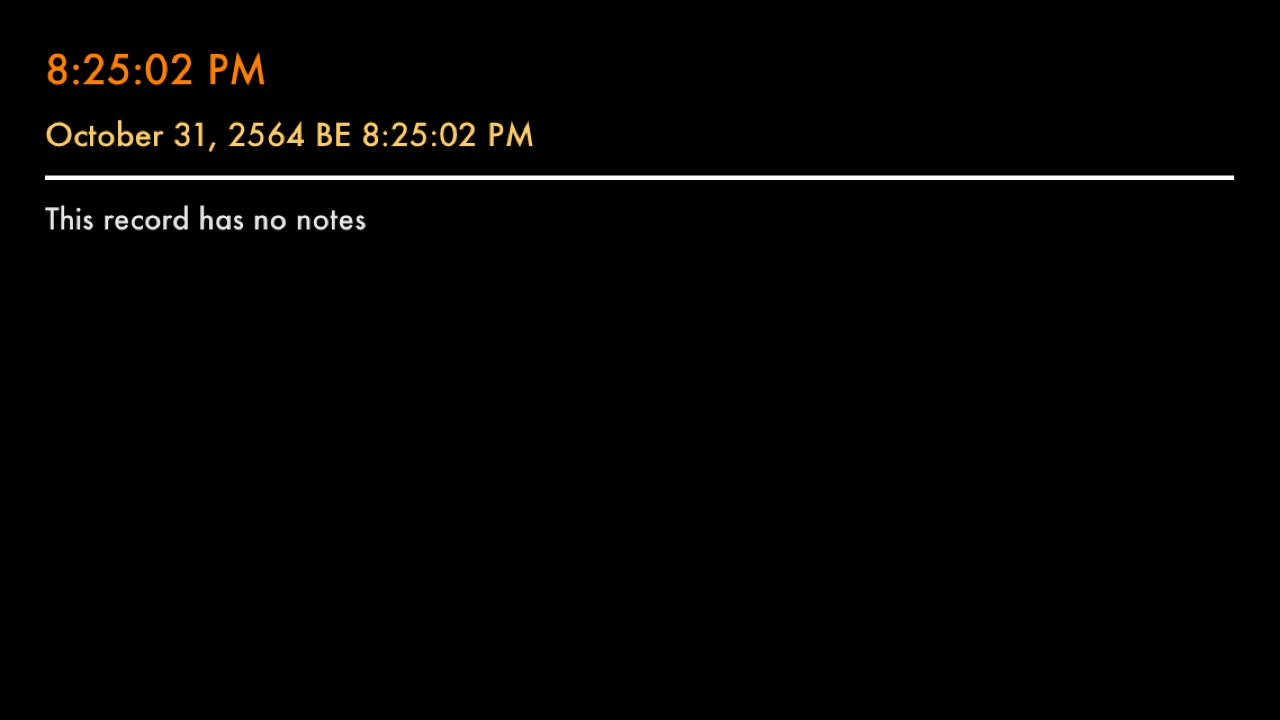 8:25:02 PM
October 31, 2564 BE 8:25:02 PM
This record has no notes